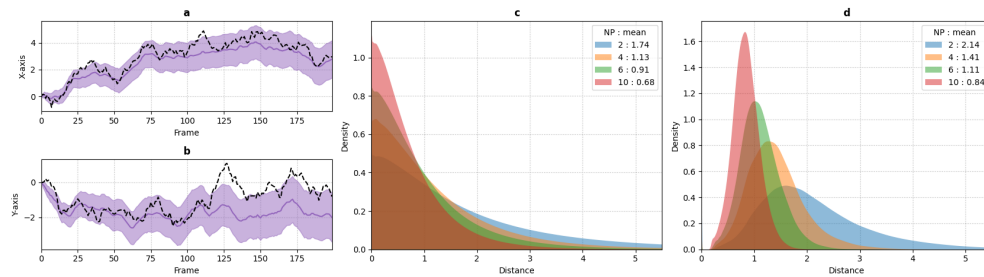 a
X-axis
4
2
0
0 25 50 75 100 125 150 175
Frame
b
Y-axis
0
−2
0 25 50 75 100 125 150 175
Frame
c
Density
1.0
0.8
0.6
0.4
0.2
0.0
0 1 2 3 4 5
Distance
NP : mean
2 : 1.74
4 : 1.13
6 : 0.91
10 : 0.68
d
Density
1.6
1.4
1.2
1.0
0.8
0.6
0.4
0.2
0.0
0 1 2 3 4 5
Distance
NP : mean
2 : 2.14
4 : 1.41
6 : 1.11
10 : 0.84